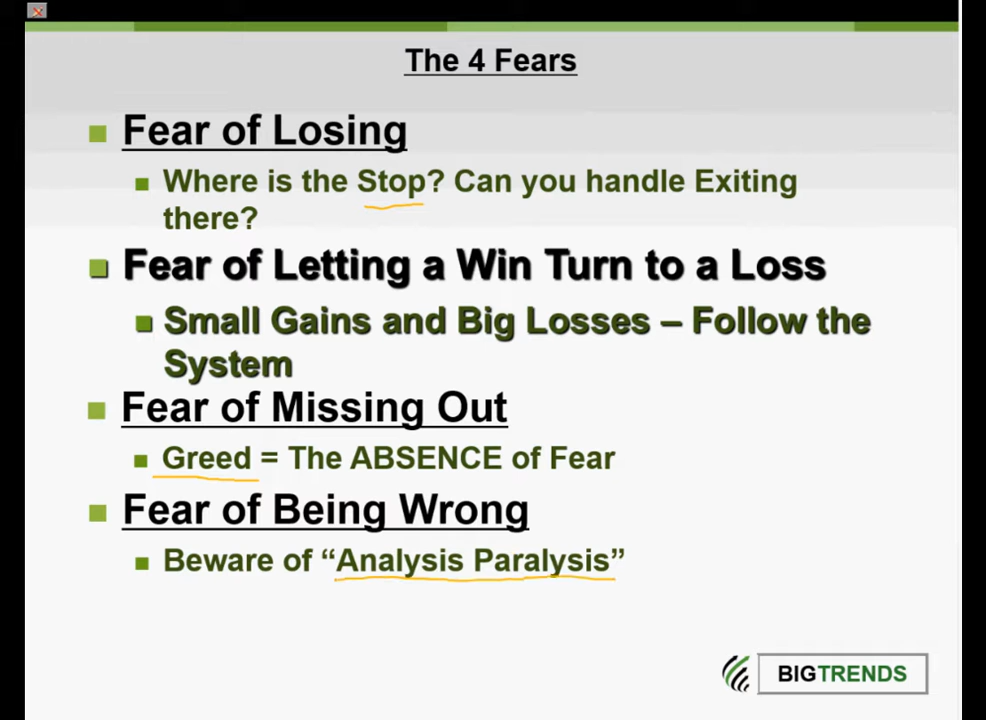 The 4 Fears
Fear of Losing
Where is the Stop? Can you handle Exiting
there?
Fear of Letting a Win Turn to a Loss
Small Gains and Big Losses – Follow the
System
Fear of Missing Out
Greed = The ABSENCE of Fear
Fear of Being Wrong
Beware of “Analysis Paralysis”
BIGTRENDS